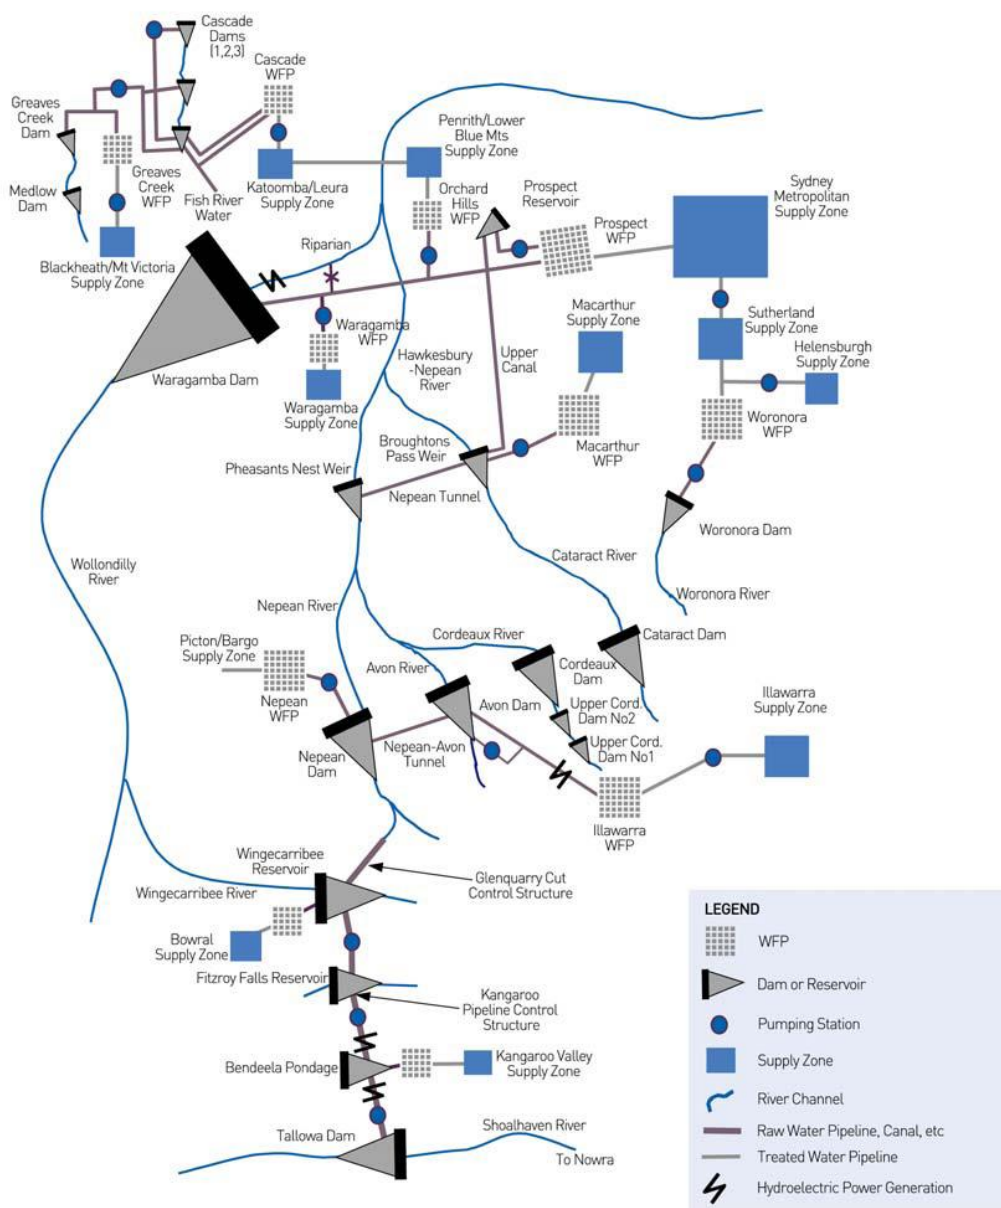 Cascade
Dams
(1,2,3)
Cascade
WFP
Greaves
Creek
Dam
Penrith/Lower
Blue Mts
Supply Zone
Medlow
Dam
Greaves
Creek
WFP
Fish River
Water
Katoomba/Leura
Supply Zone
Orchard
Hills
WFP
Prospect
Reservoir
Prospect
WFP
Sydney
Metropolitan
Supply Zone
Blackheath/Mt Victoria
Supply Zone
Riparian
Waragamba Dam
Waragamba
WFP
Waragamba
Supply Zone
Hawkesbury
-Nepean
River
Upper
Canal
Macarthur
Supply Zone
Sutherland
Supply Zone
Helensburgh
Supply Zone
Woronora
WFP
Macarthur
WFP
Broughtons
Pass Weir
Pheasants Nest Weir
Nepean Tunnel
Woronora Dam
Wollondilly
River
Cataract River
Woronora River
Nepean River
Picton/Bargo
Supply Zone
Nepean
WFP
Cordeaux River
Avon River
Cataract Dam
Cordeaux
Dam
Avon Dam
Upper Cord.
Dam No2
Upper Cord.
Dam No1
Illawarra
Supply Zone
Nepean
Dam
Nepean-Avon
Tunnel
Illawarra
WFP
Wingecarribee
Reservoir
Glenquarry Cut
Control Structure
Wingecarribee River
Bowral
Supply Zone
Fitzroy Falls Reservoir
Kangaroo
Pipeline Control
Structure
Bendeela Pondage
Kangaroo Valley
Supply Zone
Tallowa Dam
Shoalhaven River
To Nowra
LEGEND
WFP
Dam or Reservoir
Pumping Station
Supply Zone
River Channel
Raw Water Pipeline, Canal, etc
Treated Water Pipeline
Hydroelectric Power Generation